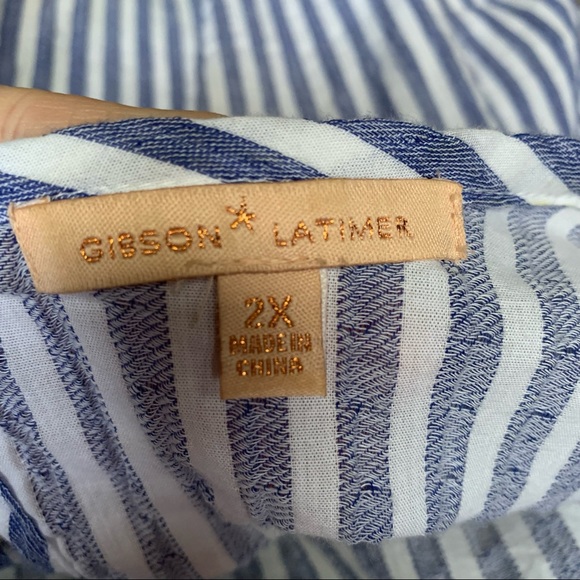 GIBSON * LATIMER
2X
MADE IN
CHINA